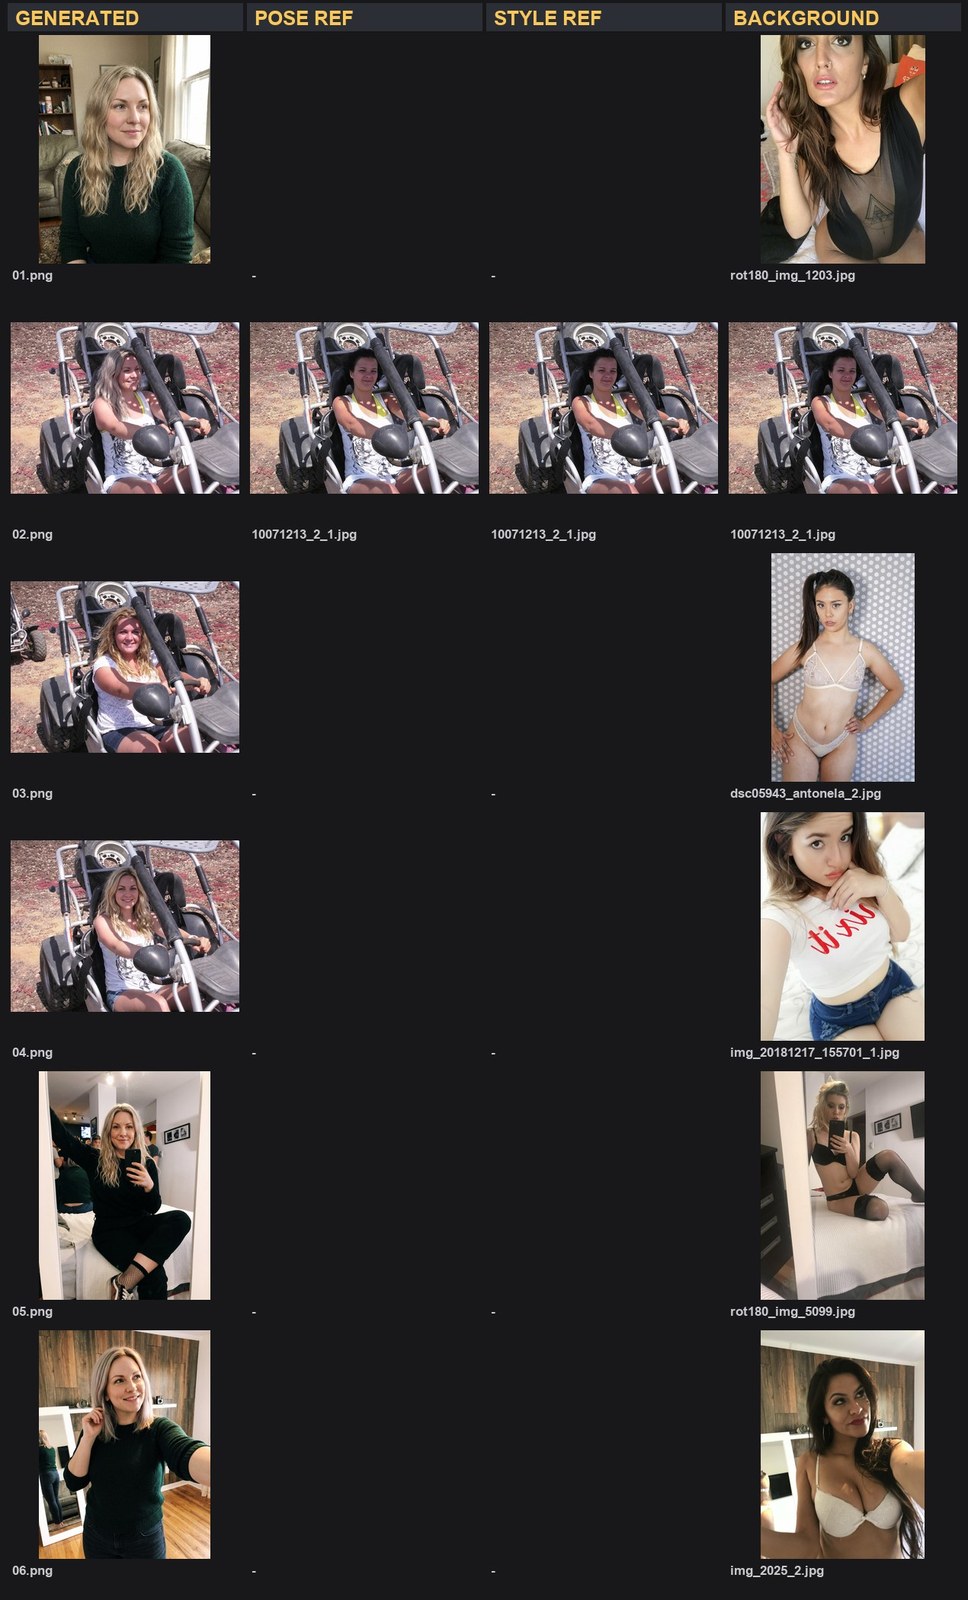 GENERATED POSE REF STYLE REF BACKGROUND
01.png - - rot180_img_1203.jpg
02.png 10071213_2_1.jpg 10071213_2_1.jpg 10071213_2_1.jpg
03.png - - dsc05943_antonela_2.jpg
04.png - - img_20181217_155701_1.jpg
05.png - - rot180_img_5099.jpg
06.png - - img_2025_2.jpg